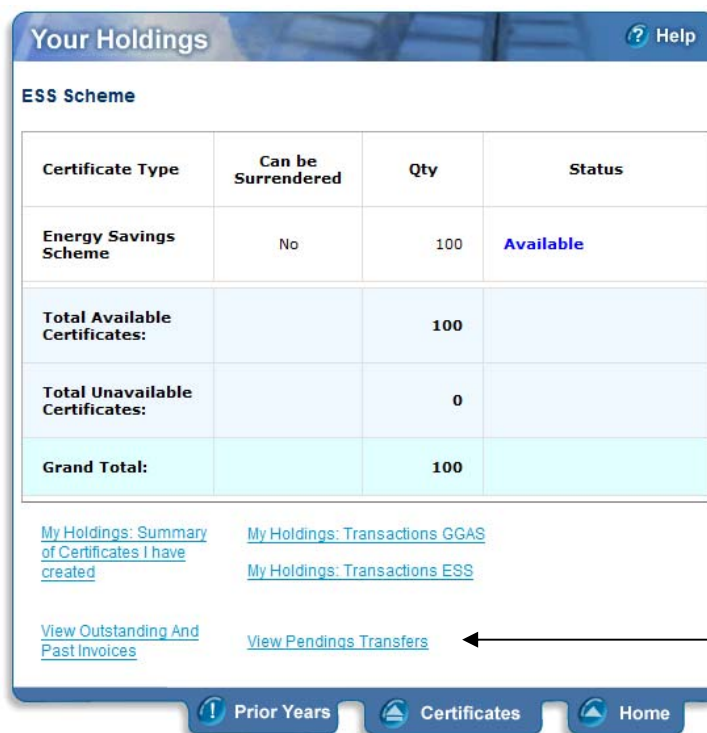 Your Holdings
Help
ESS Scheme
Certificate Type
Can be
Surrendered
Qty
Status
Energy Savings
Scheme
No
100
Available
Total Available
Certificates:
100
Total Unavailable
Certificates:
0
Grand Total:
100
My Holdings: Summary
of Certificates I have
created
My Holdings: Transactions GGAS
My Holdings: Transactions ESS
View Outstanding And
Past Invoices
View Pendings Transfers
Prior Years
Certificates
Home